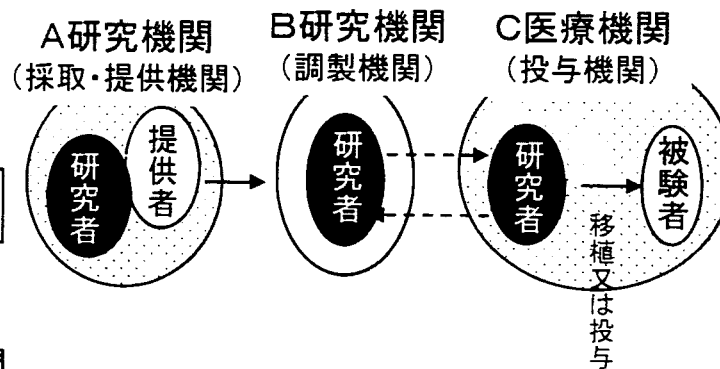 A研究機関
(採取・提供機関)
B研究機関
(調製機関)
C医療機関
(投与機関)
研究者
提供者
研究者
研究者
被験者
移植又は投与